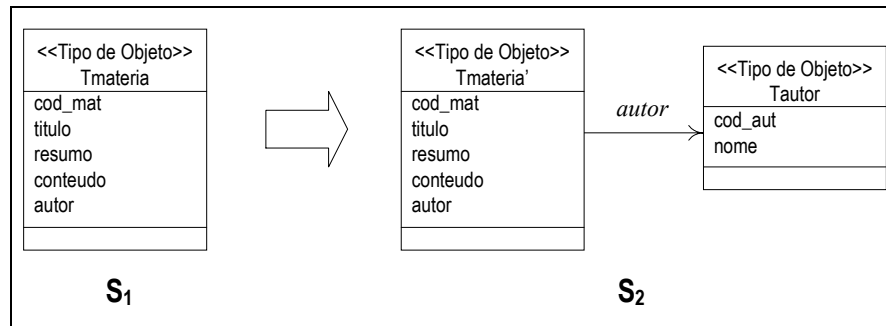 <<Tipo de Objeto>>
Tmateria
cod_mat
titulo
resumo
conteudo
autor
<<Tipo de Objeto>>
Tmateria’
cod_mat
titulo
resumo
conteudo
autor
autor
<<Tipo de Objeto>>
Tautor
cod_aut
nome
S1
S2